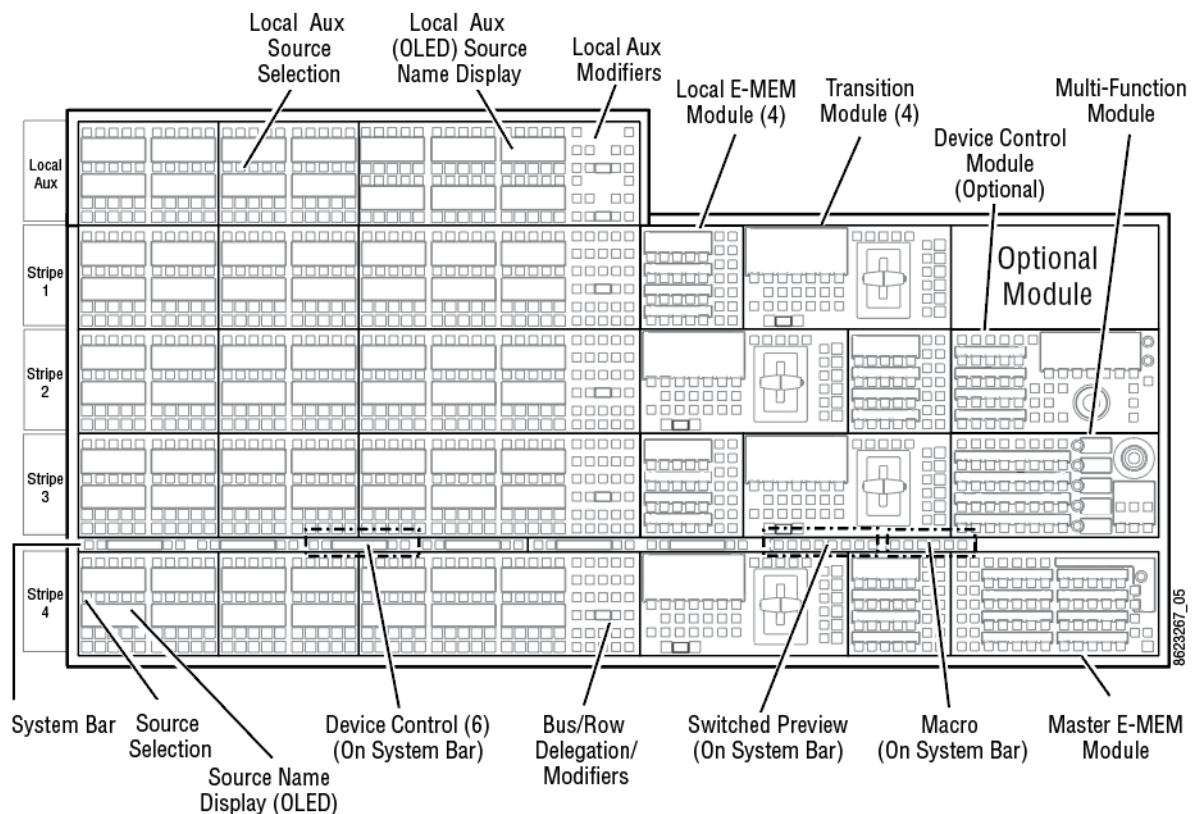 Local Aux
Source
Selection
Local Aux
(OLED) Source
Name Display
Local Aux
Modifiers
Local E-MEM
Module (4)
Transition
Module (4)
Multi-Function
Module
Device Control
Module
(Optional)
Local
Aux
Stripe
1
Optional
Module
Stripe
2
Stripe
3
Stripe
4
8623267_05
System Bar
Source
Selection
Source Name
Display (OLED)
Device Control (6)
(On System Bar)
Bus/Row
Delegation/
Modifiers
Switched Preview
(On System Bar)
Macro
(On System Bar)
Master E-MEM
Module